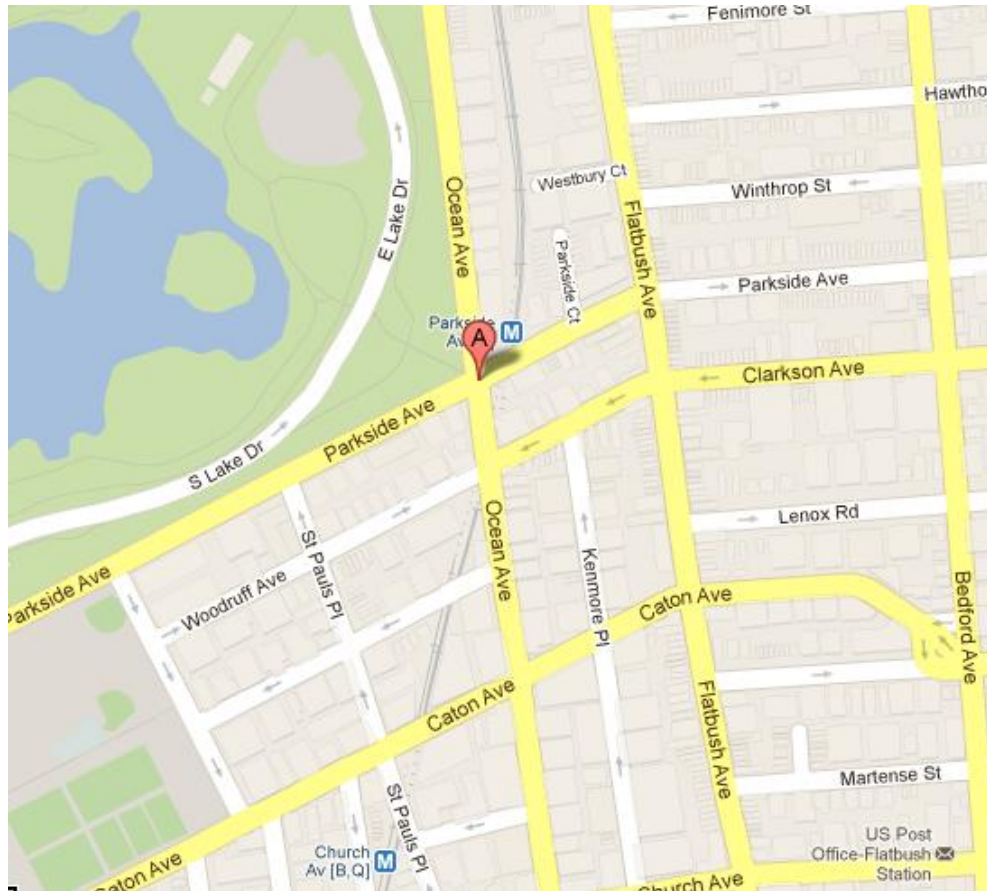 Fenimore St
Hawtho
Westbury Ct
Winthrop St
Ocean Ave
Flatbush Ave
E Lake Dr
Parkside Ct
Parkside Ave
Parkside
Av
M
A
Clarkson Ave
Parkside Ave
S Lake Dr
Lenox Rd
Ocean Ave
St Pauls Pl
Kenmore Pl
Parkside Ave
Woodruff Ave
Caton Ave
Bedford Ave
Caton Ave
Flatbush Ave
Martense St
St Pauls Pl
US Post
Office-Flatbush
Station
Church
Av [B,Q]
M
Caton Ave
Church Ave